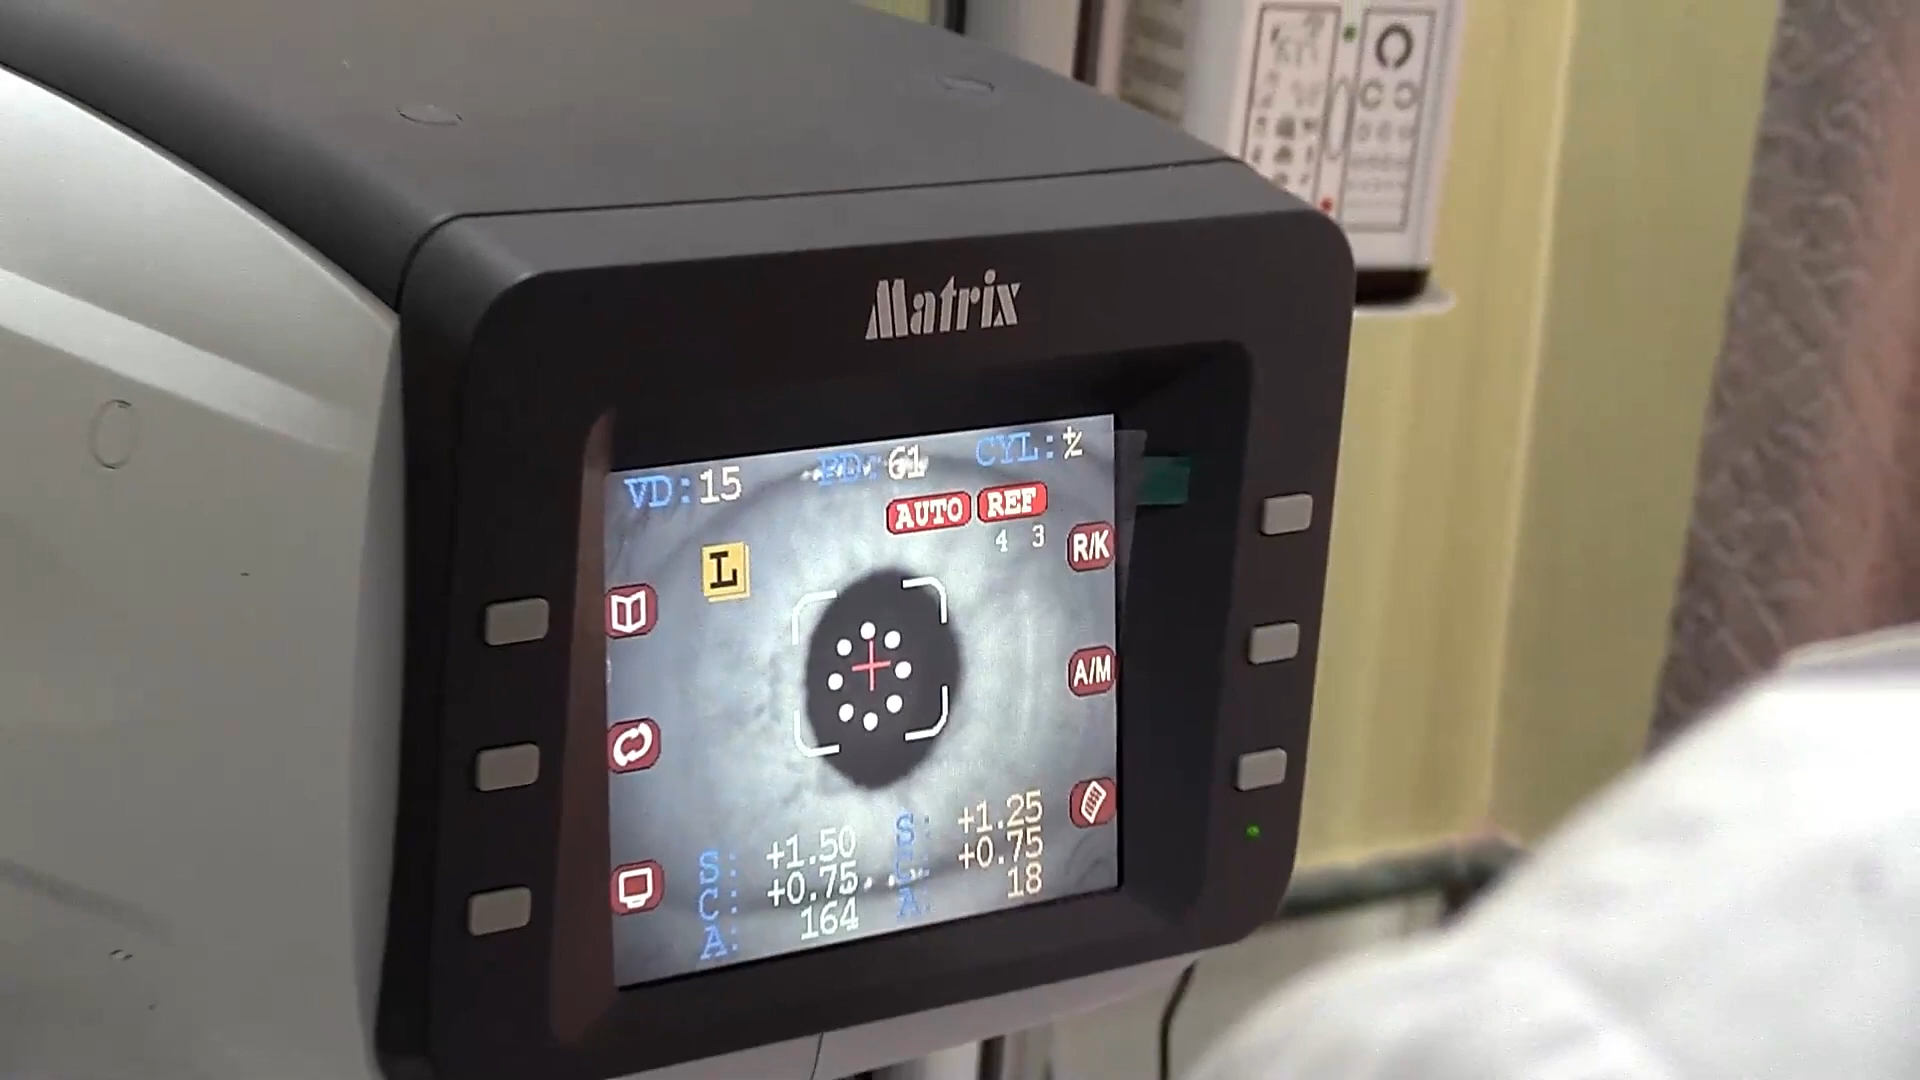 Matrix
VD:15 PD:61 CYL:±
AUTO REF
4 3
R/K
L
A/M
S: +1.50 S: +1.25
C: +0.75 C: +0.75
A: 164 A: 18